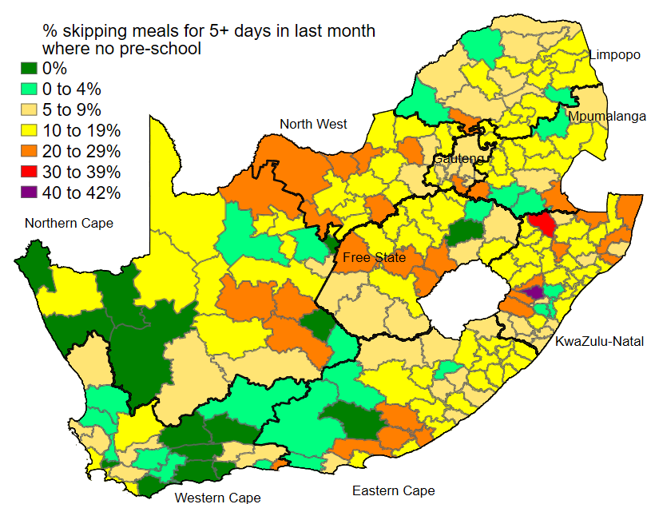 % skipping meals for 5+ days in last month
where no pre-school
0%
0 to 4%
5 to 9%
10 to 19%
20 to 29%
30 to 39%
40 to 42%
Limpopo
Mpumalanga
North West
Gauteng
Northern Cape
Free State
KwaZulu-Natal
Eastern Cape
Western Cape